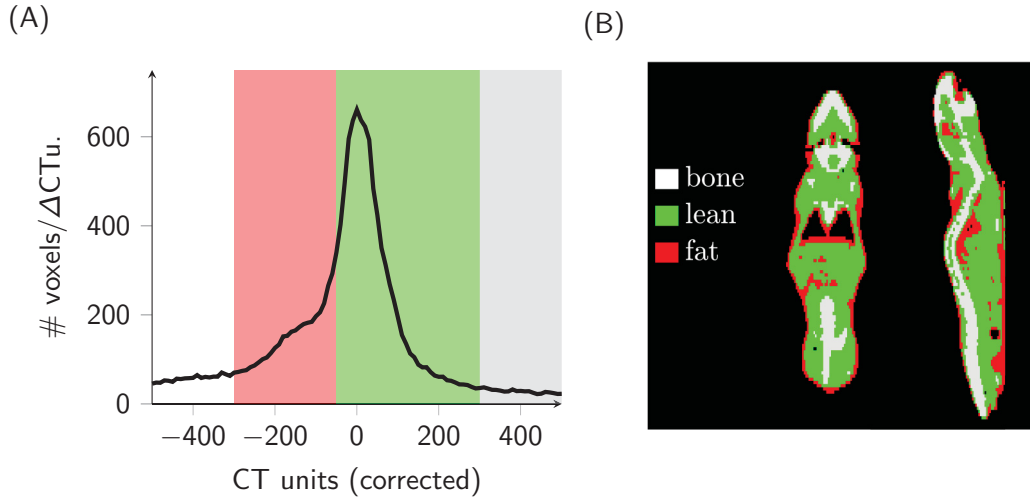 (A)
# voxels/ΔCTu.
600
400
200
0
−400
−200
0
200
400
CT units (corrected)
(B)
bone
lean
fat